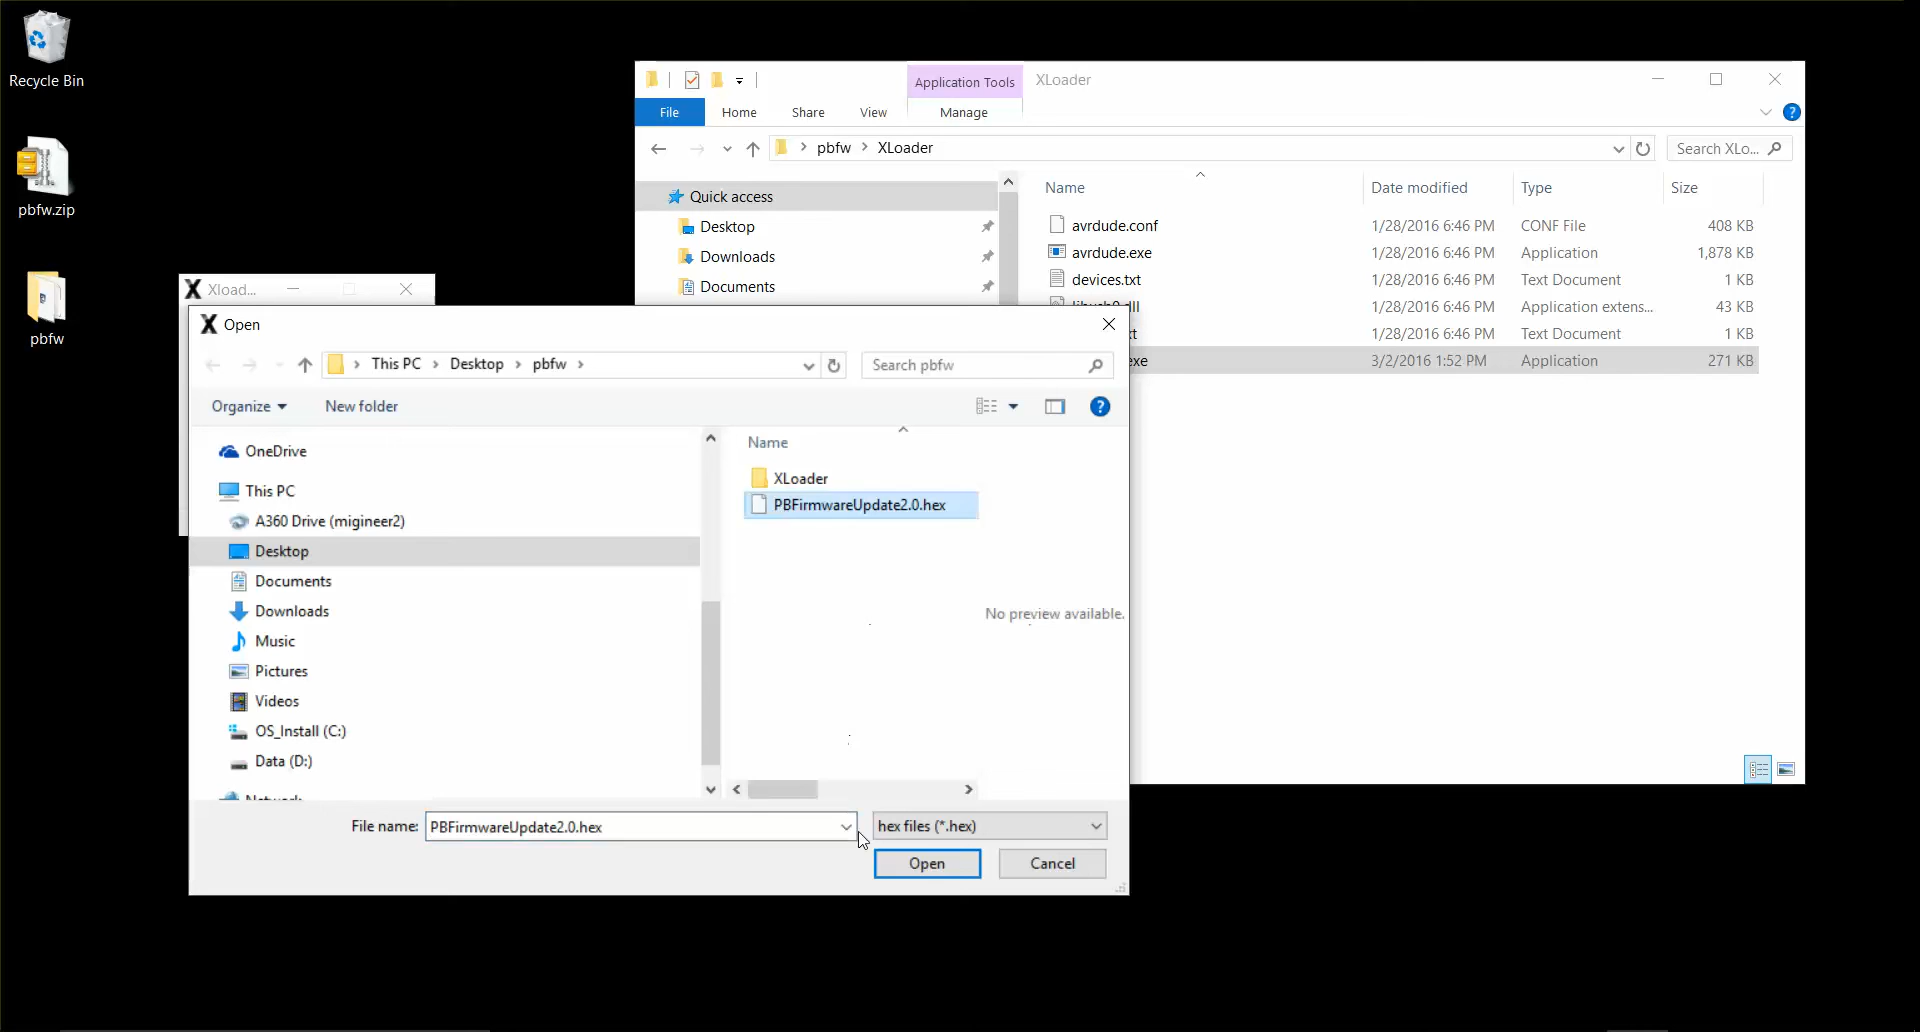 Recycle Bin
pbfw.zip
pbfw
Application Tools
XLoader
File
Home
Share
View
Manage
pbfw
XLoader
Search XLo...
Quick access
Desktop
Downloads
Documents
Name
Date modified
Type
Size
avrdude.conf
1/28/2016 6:46 PM
CONF File
408 KB
avrdude.exe
1/28/2016 6:46 PM
Application
1,878 KB
devices.txt
1/28/2016 6:46 PM
Text Document
1 KB
1/28/2016 6:46 PM
Application extens...
43 KB
1/28/2016 6:46 PM
Text Document
1 KB
exe
3/2/2016 1:52 PM
Application
271 KB
Xload...
Open
This PC
Desktop
pbfw
Search pbfw
Organize
New folder
OneDrive
This PC
A360 Drive (migineer2)
Desktop
Documents
Downloads
Music
Pictures
Videos
OS_Install (C:)
Data (D:)
Name
XLoader
PBFirmwareUpdate2.0.hex
No preview available.
File name:
PBFirmwareUpdate2.0.hex
hex files (*.hex)
Open
Cancel